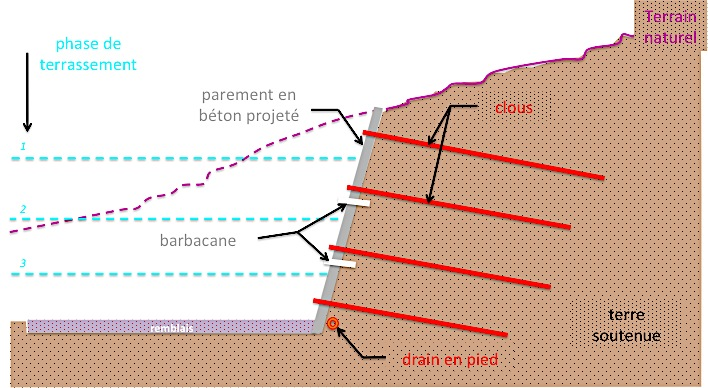 Terrain
naturel
phase de
terrassement
parement en
béton projeté
clous
1
2
barbacane
3
terre
soutenue
remblais
drain en pied